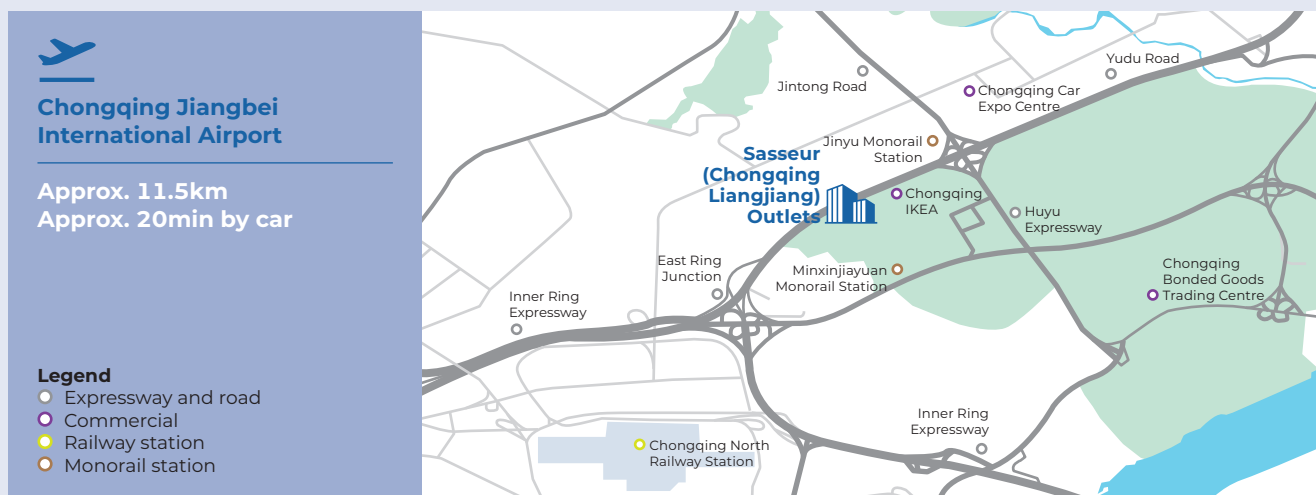 Chongqing Jiangbei
International Airport
Approx. 11.5km
Approx. 20min by car
Legend
Expressway and road
Commercial
Railway station
Monorail station
Yudu Road
Jintong Road
Chongqing Car
Expo Centre
Jinyu Monorail
Station
Sasseur
(Chongqing
Liangjiang)
Outlets
Chongqing
IKEA
Huyu
Expressway
East Ring
Junction
Minxinjiayuan
Monorail Station
Chongqing
Bonded Goods
Trading Centre
Inner Ring
Expressway
Inner Ring
Expressway
Chongqing North
Railway Station